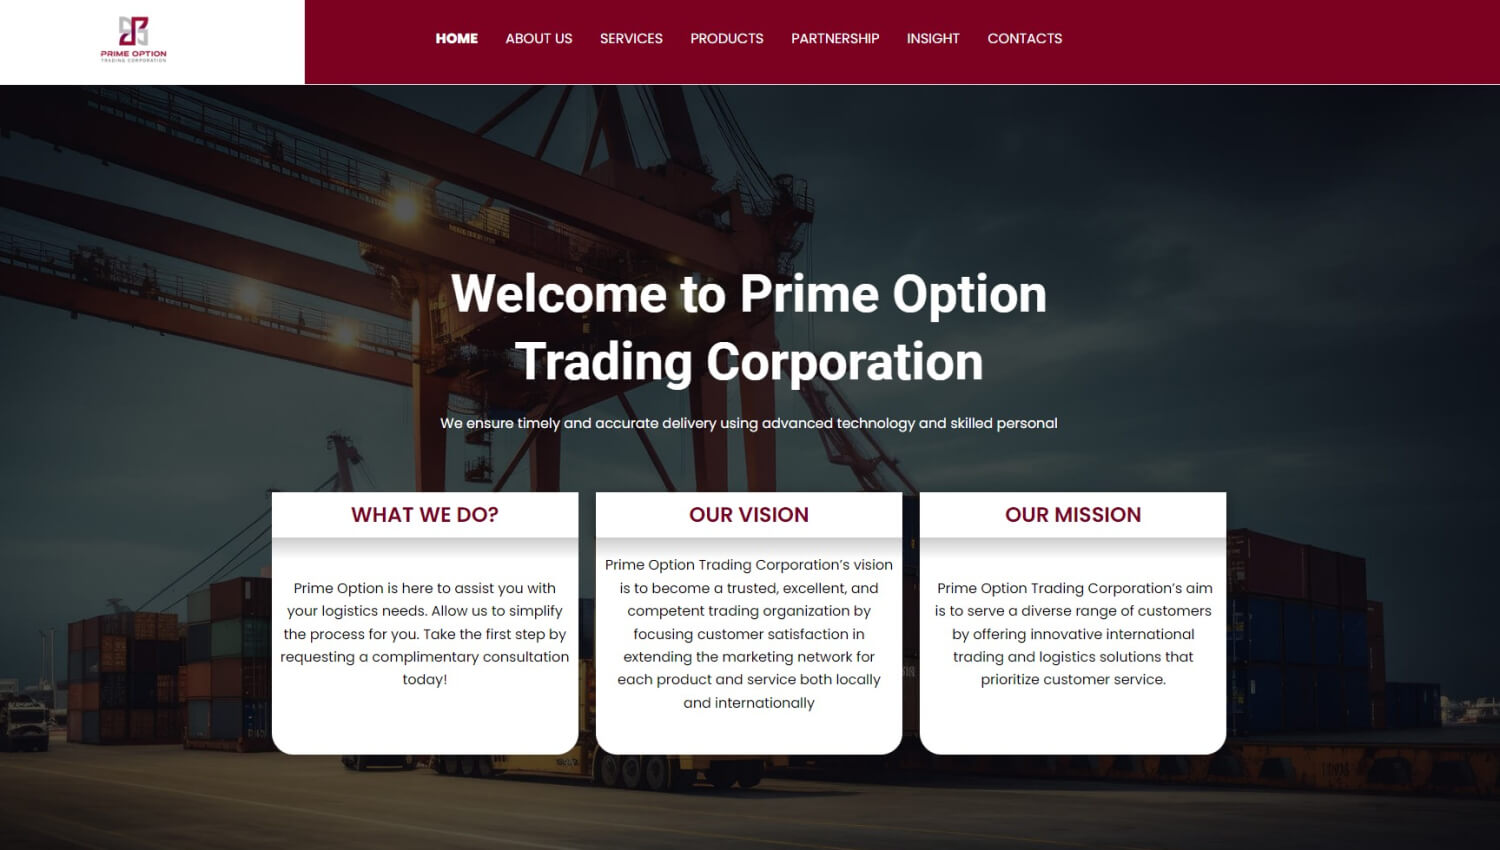 PRIME OPTION
TRADING CORPORATION
HOME ABOUT US SERVICES PRODUCTS PARTNERSHIP INSIGHT CONTACTS
Welcome to Prime Option
Trading Corporation
We ensure timely and accurate delivery using advanced technology and skilled personal
WHAT WE DO?
Prime Option is here to assist you with
your logistics needs. Allow us to simplify
the process for you. Take the first step by
requesting a complimentary consultation
today!
OUR VISION
Prime Option Trading Corporation’s vision
is to become a trusted, excellent, and
competent trading organization by
focusing customer satisfaction in
extending the marketing network for
each product and service both locally
and internationally
OUR MISSION
Prime Option Trading Corporation’s aim
is to serve a diverse range of customers
by offering innovative international
trading and logistics solutions that
prioritize customer service.